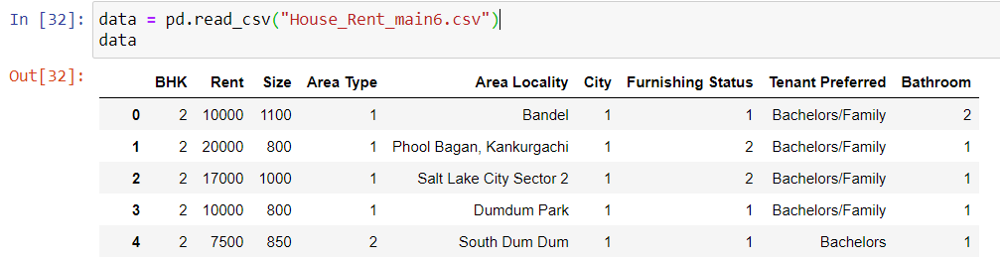 In [32]: data = pd.read_csv("House_Rent_main6.csv")
data
Out[32]:
BHK Rent Size Area Type Area Locality City Furnishing Status Tenant Preferred Bathroom
0 2 10000 1100 1 Bandel 1 1 Bachelors/Family 2
1 2 20000 800 1 Phool Bagan, Kankurgachi 1 2 Bachelors/Family 1
2 2 17000 1000 1 Salt Lake City Sector 2 1 2 Bachelors/Family 1
3 2 10000 800 1 Dumdum Park 1 1 Bachelors/Family 1
4 2 7500 850 2 South Dum Dum 1 1 Bachelors 1